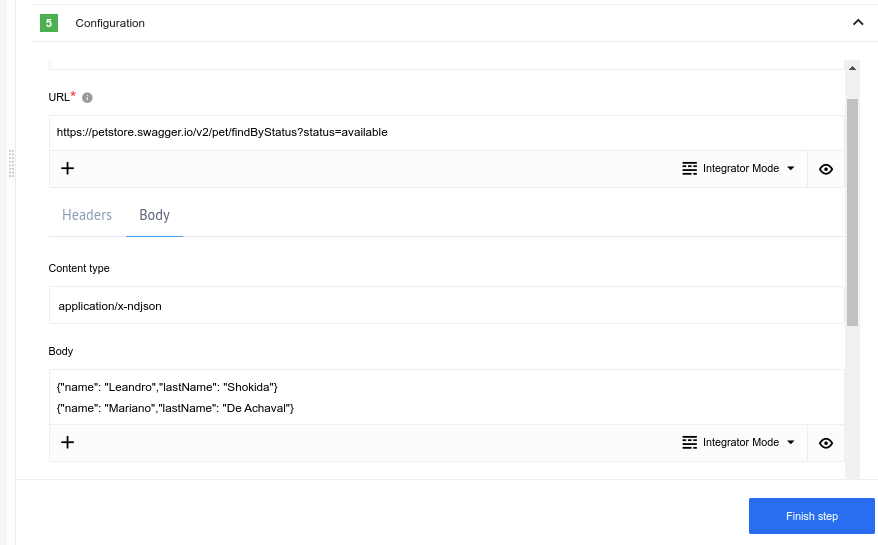 5 Configuration
URL*
https://petstore.swagger.io/v2/pet/findByStatus?status=available
Integrator Mode
Headers Body
Content type
application/x-ndjson
Body
{"name": "Leandro","lastName": "Shokida"}
{"name": "Mariano","lastName": "De Achaval"}
Integrator Mode
Finish step